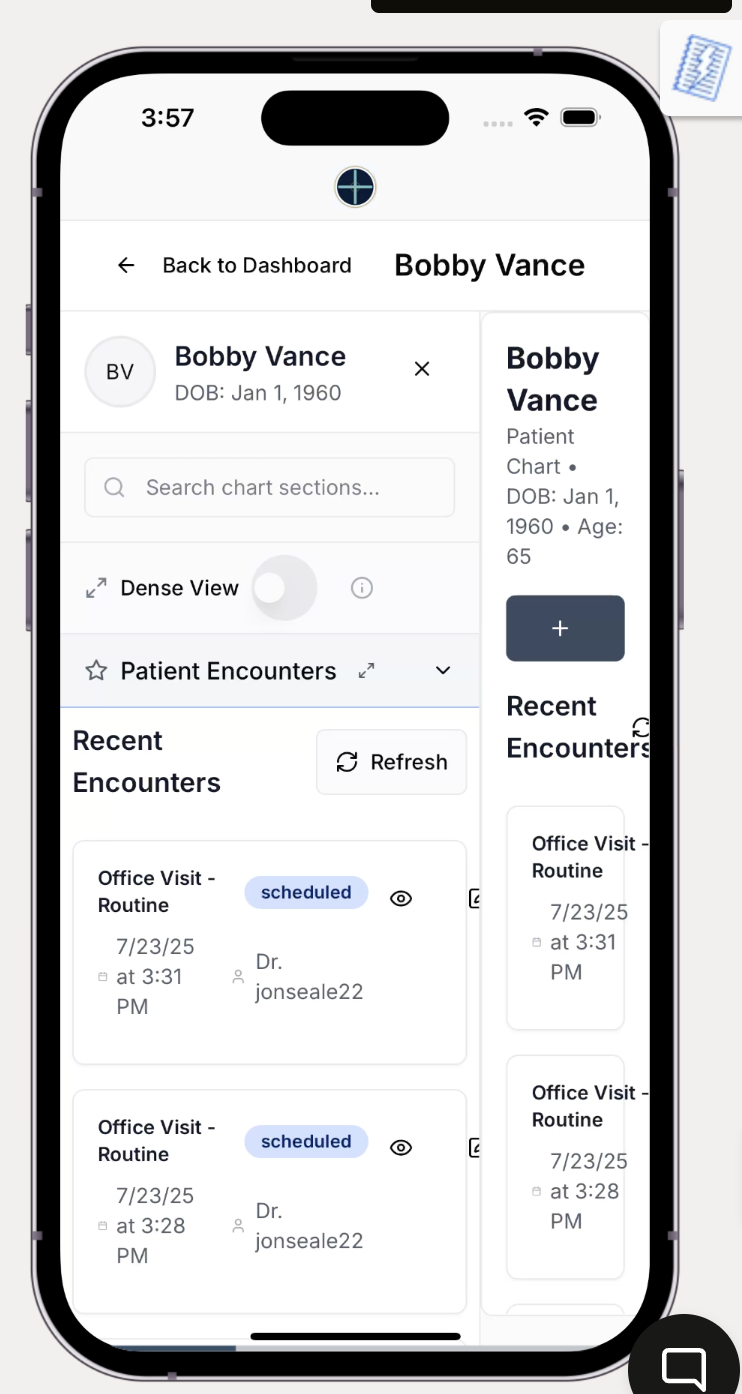 3:57
Back to Dashboard
Bobby Vance
BV
Bobby Vance
DOB: Jan 1, 1960
Search chart sections...
Dense View
Patient Encounters
Recent
Encounters
Refresh
Office Visit -
Routine
scheduled
7/23/25
at 3:31
PM
Dr.
jonseale22
Office Visit -
Routine
scheduled
7/23/25
at 3:28
PM
Dr.
jonseale22
Bobby
Vance
Patient
Chart •
DOB: Jan 1,
1960 • Age:
65
+
Recent
Encounters
Office Visit -
Routine
7/23/25
at 3:31
PM
Office Visit -
Routine
7/23/25
at 3:28
PM